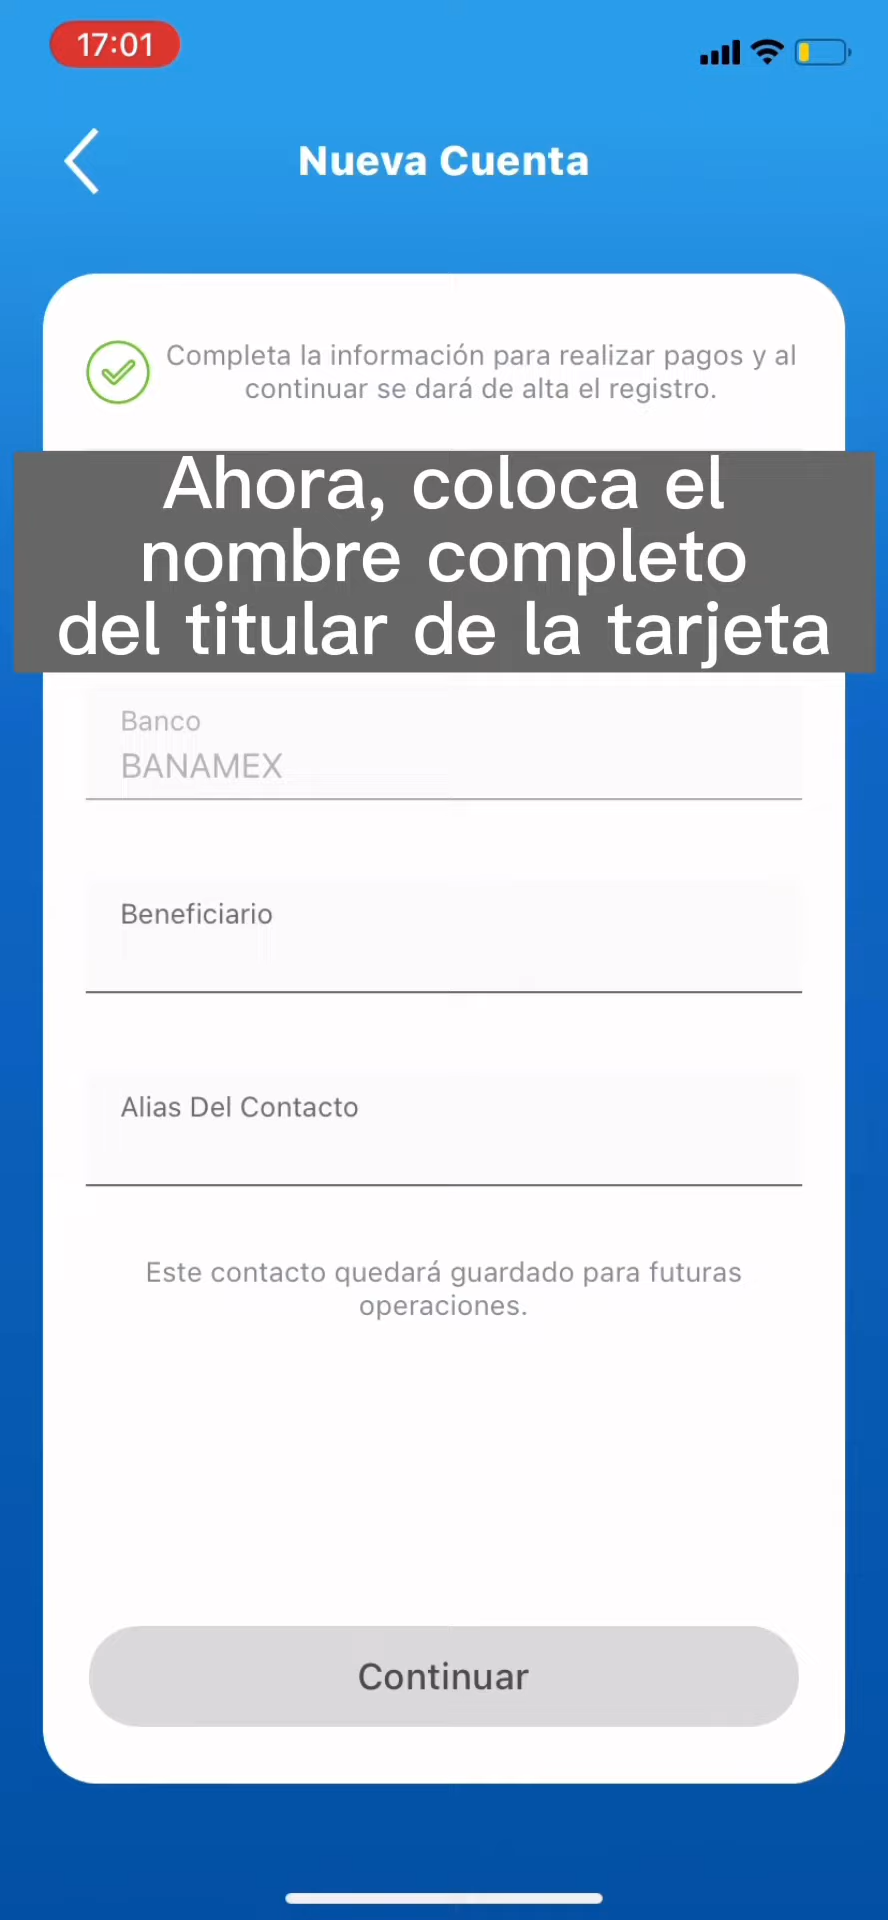 17:01
Nueva Cuenta
Completa la información para realizar pagos y al
continuar se dará de alta el registro.
Ahora, coloca el
nombre completo
del titular de la tarjeta
Banco
BANAMEX
Beneficiario
Alias Del Contacto
Este contacto quedará guardado para futuras
operaciones.
Continuar